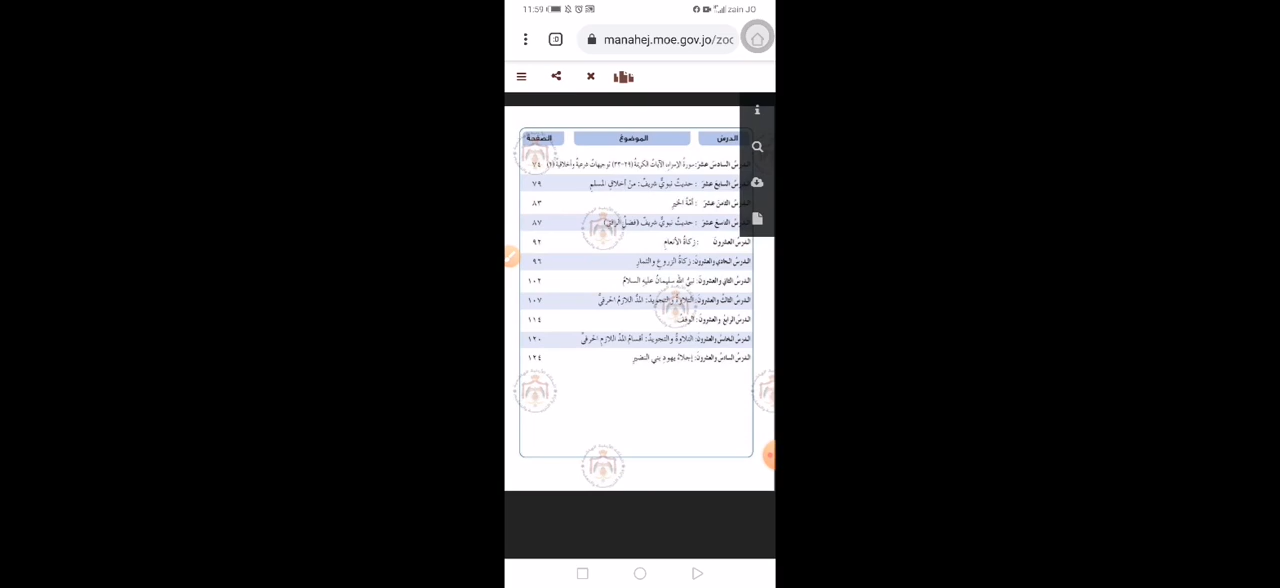 11:59
zain JO
:D
manahej.moe.gov.jo/zoo
الدرس الموضوع الصفحة
الدرس السادس عشر: سورة الإسراء، الآيات الكريمة (٢٩-٣٣) توجيهات شرعية وأخلاقية (١) ٧٤
الدرس السابع عشر : حديث نبوي شريف: من أخلاق المسلم ٧٩
الدرس الثامن عشر : أمة الخير ٨٣
الدرس التاسع عشر : حديث نبوي شريف (فضل ٨٧
الدرس العشرون : زكاة الأنعام ٩٢
الدرس الحادي والعشرون: زكاة الزروع والثمار ٩٦
الدرس الثاني والعشرون: نبي الله سليمان عليه السلام ١٠٢
الدرس الثالث والعشرون: التلاوة والتجويد: المد اللازم الحرفي ١٠٧
الدرس الرابع والعشرون: الوقف ١١٤
الدرس الخامس والعشرون: التلاوة والتجويد: أقسام المد اللازم الحرفي ١٢٠
الدرس السادس والعشرون: إجلاء يهود بني النضير ١٢٤